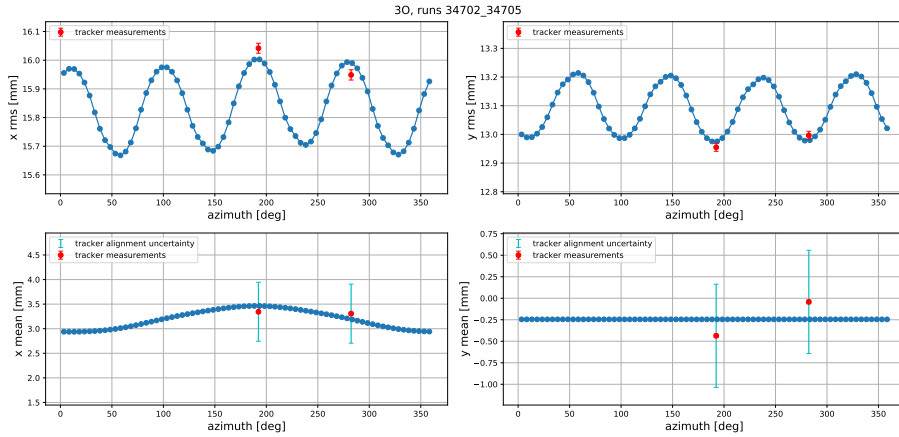 3O, runs 34702_34705
tracker measurements
x rms [mm]
16.1
16.0
15.9
15.8
15.7
15.6
0 50 100 150 200 250 300 350
azimuth [deg]
tracker measurements
y rms [mm]
13.3
13.2
13.1
13.0
12.9
12.8
0 50 100 150 200 250 300 350
azimuth [deg]
tracker alignment uncertainty
tracker measurements
x mean [mm]
4.5
4.0
3.5
3.0
2.5
2.0
1.5
0 50 100 150 200 250 300 350
azimuth [deg]
tracker alignment uncertainty
tracker measurements
y mean [mm]
0.75
0.50
0.25
0.00
−0.25
−0.50
−0.75
−1.00
0 50 100 150 200 250 300 350
azimuth [deg]